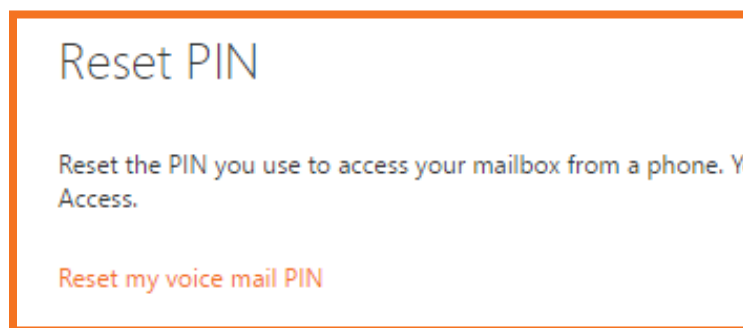 Reset PIN
Reset the PIN you use to access your mailbox from a phone.
Access.
Reset my voice mail PIN